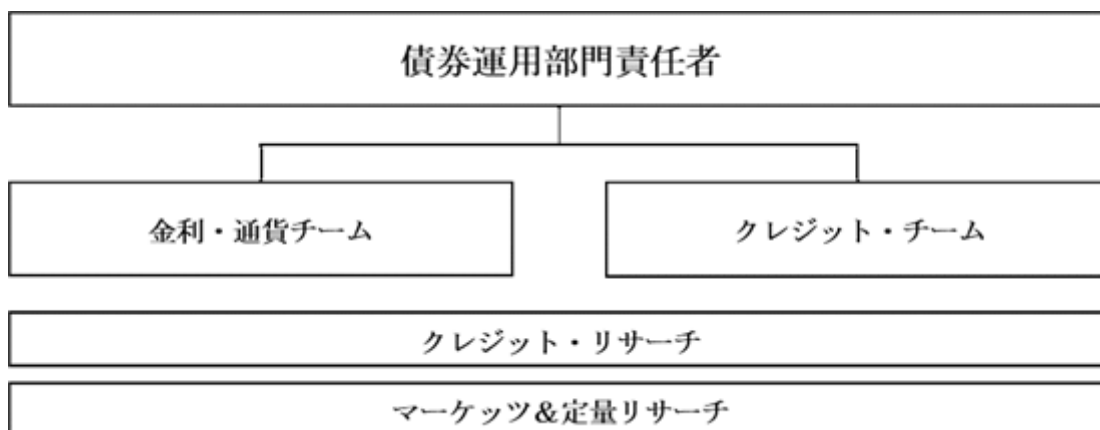 債券運用部門責任者
金利・通貨チーム
クレジット・チーム
クレジット・リサーチ
マーケッツ＆定量リサーチ